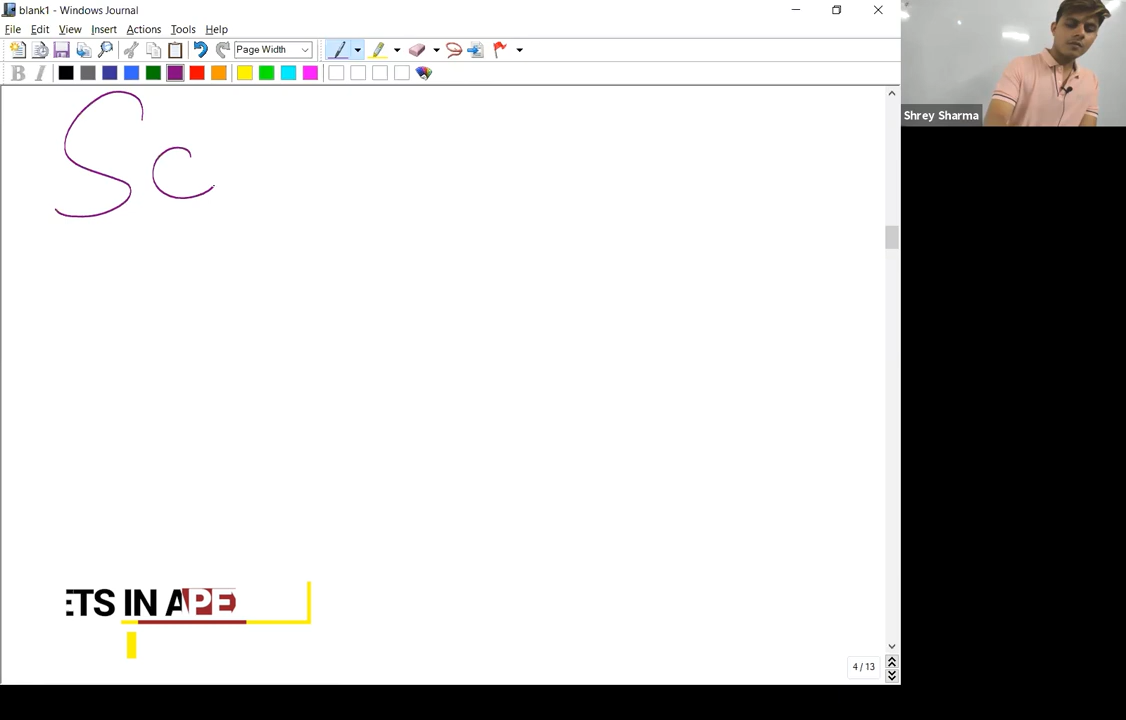 blank1 - Windows Journal
File Edit View Insert Actions Tools Help
Page Width
B I
Shrey Sharma
Sc
ETS IN APE
4 / 13